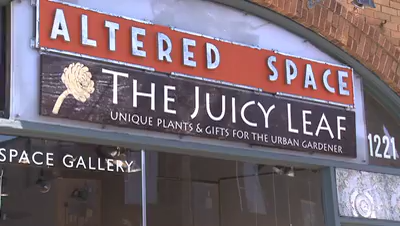 ALTERED SPACE
THE JUICY LEAF
UNIQUE PLANTS & GIFTS FOR THE URBAN GARDENER
1221
SPACE GALLERY